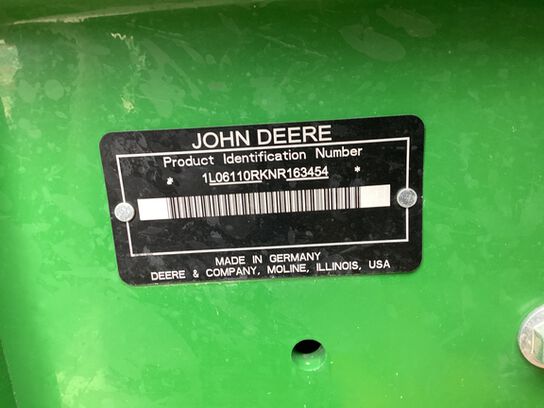 JOHN DEERE
Product Identification Number
* 1L06110RKNR163454 *
MADE IN GERMANY
DEERE & COMPANY, MOLINE, ILLINOIS, USA